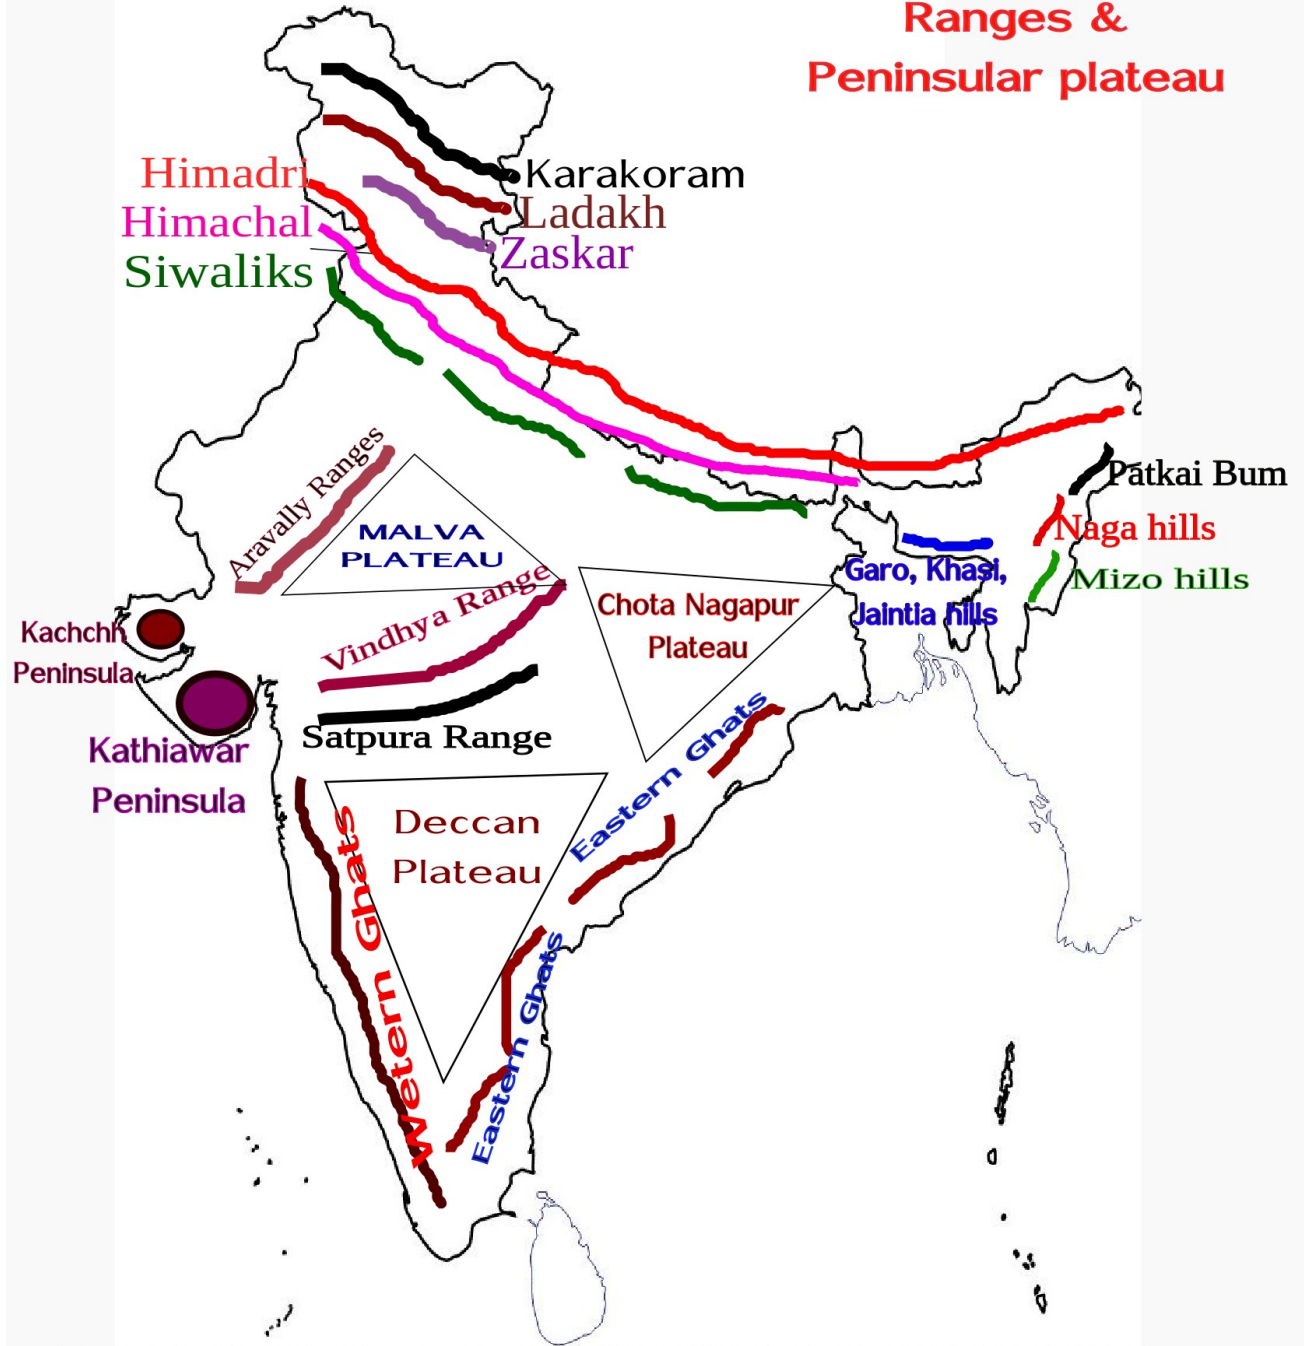 Ranges &
Peninsular plateau
Karakoram
Himadri
Ladakh
Himachal
Zaskar
Siwaliks
Aravally Ranges
Patkai Bum
MALVA
PLATEAU
Naga hills
Garo, Khasi,
Jaintia hills
Mizo hills
Vindhya Range
Chota Nagapur
Plateau
Kachchh
Peninsula
Satpura Range
Kathiawar
Peninsula
Eastern Ghats
Deccan
Plateau
Wetern Ghats
Eastern Ghats